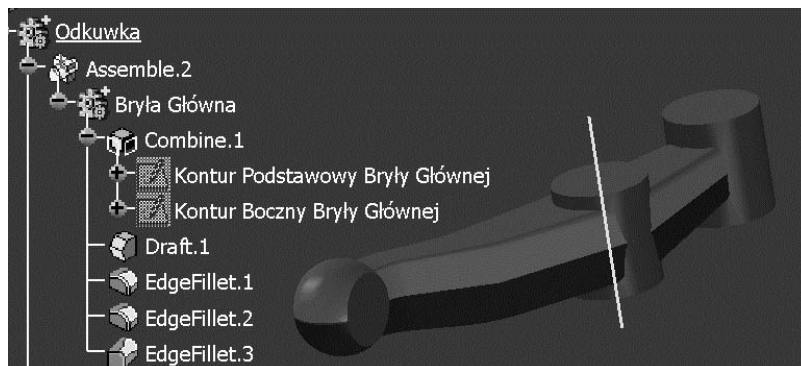 Odkuwka
Assemble.2
Bryła Główna
Combine.1
Kontur Podstawowy Bryły Głównej
Kontur Boczny Bryły Głównej
Draft.1
EdgeFillet.1
EdgeFillet.2
EdgeFillet.3